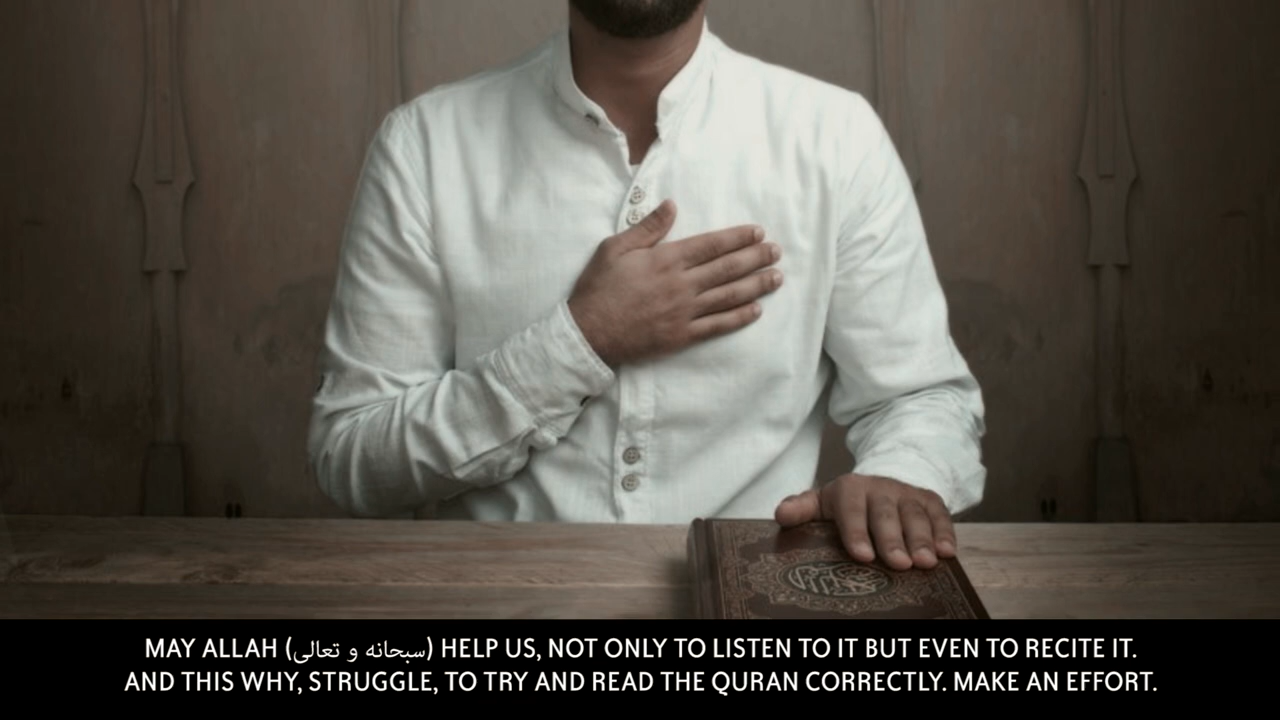 MAY ALLAH (سبحانه و تعالى) HELP US, NOT ONLY TO LISTEN TO IT BUT EVEN TO RECITE IT.
AND THIS WHY, STRUGGLE, TO TRY AND READ THE QURAN CORRECTLY. MAKE AN EFFORT.